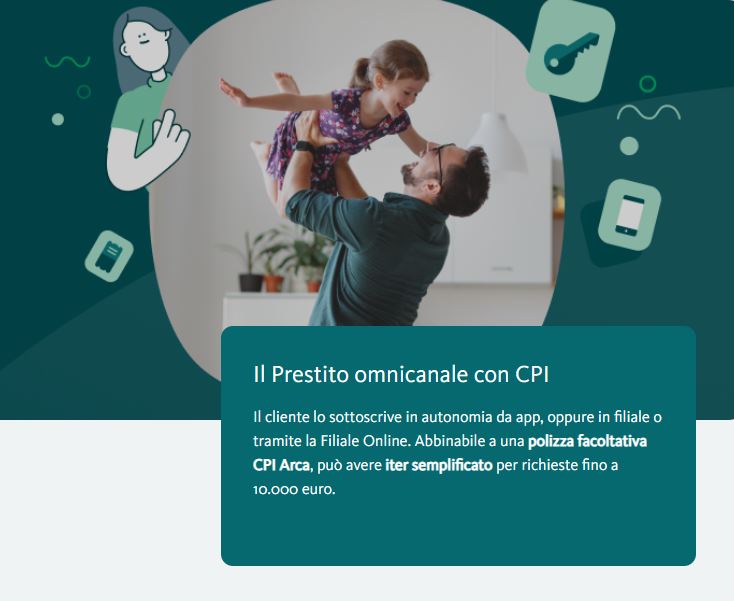 Il Prestito omnicanale con CPI
Il cliente lo sottoscrive in autonomia da app, oppure in filiale o
tramite la Filiale Online. Abbinabile a una polizza facoltativa
CPI Arca, può avere iter semplificato per richieste fino a
10.000 euro.